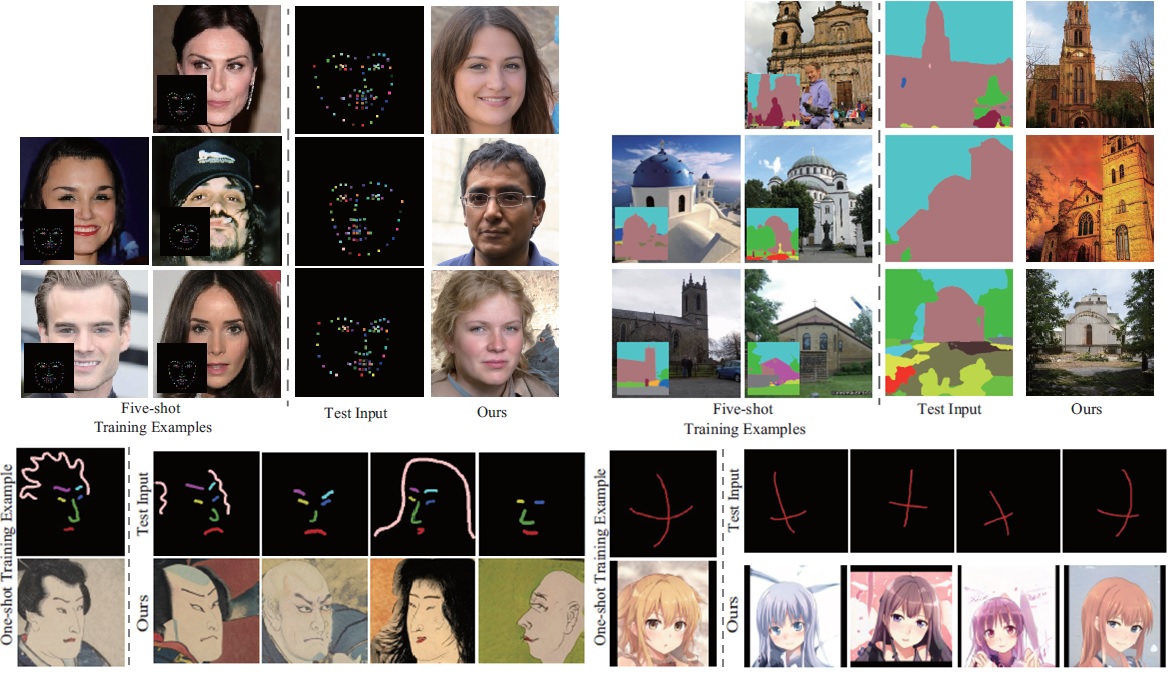 Five-shot
Training Examples
Test Input
Ours
Five-shot
Training Examples
Test Input
Ours
One-shot Training Example
Test Input
Ours
One-shot Training Example
Test Input
Ours